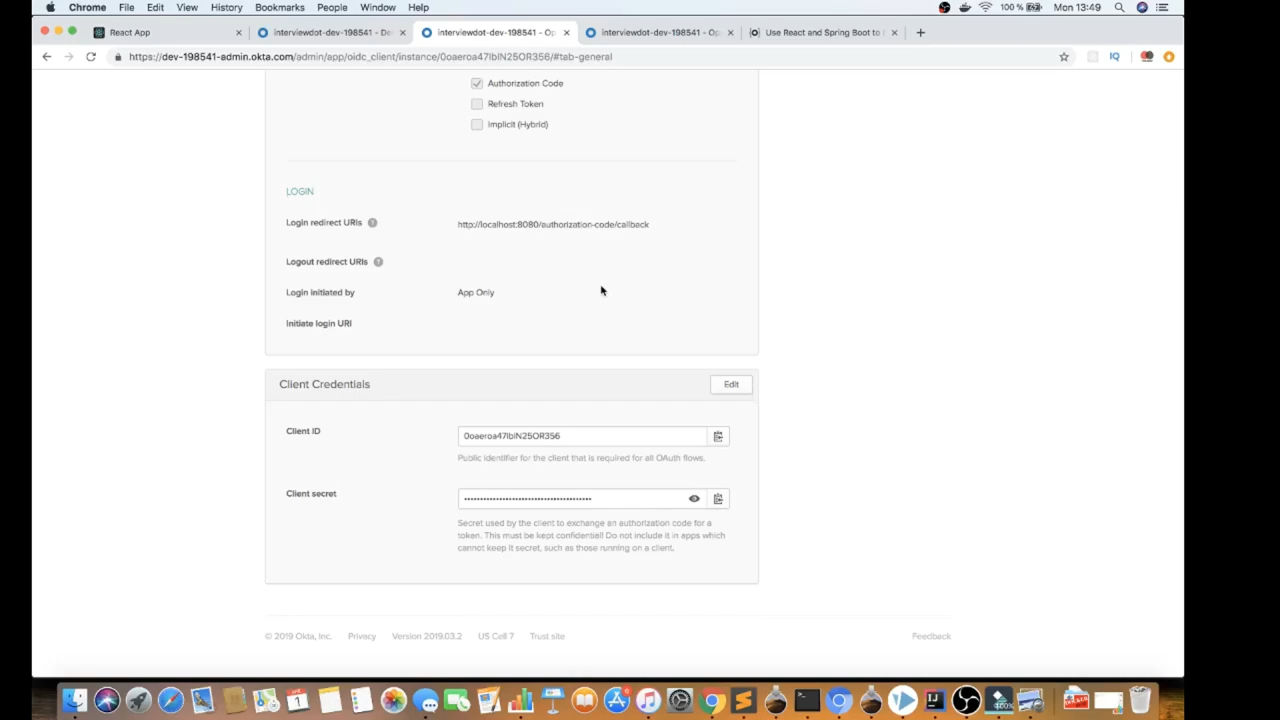 Chrome File Edit View History Bookmarks People Window Help 100 % Mon 13:49
React App × interviewdot-dev-198541 - De × interviewdot-dev-198541 - Op × interviewdot-dev-198541 - Op × Use React and Spring Boot to × +
https://dev-198541-admin.okta.com/admin/app/oidc_client/instance/0oaeroa47lblN25OR356/#tab-general IQ
Authorization Code
Refresh Token
Implicit (Hybrid)
LOGIN
Login redirect URIs ? http://localhost:8080/authorization-code/callback
Logout redirect URIs ?
Login initiated by App Only
Initiate login URI
Client Credentials Edit
Client ID 0oaeroa47lblN25OR356
Public identifier for the client that is required for all OAuth flows.
Client secret ••••••••••••••••••••••••••••••••••••••••
Secret used by the client to exchange an authorization code for a
token. This must be kept confidential! Do not include it in apps which
cannot keep it secret, such as those running on a client.
© 2019 Okta, Inc. Privacy Version 2019.03.2 US Cell 7 Trust site Feedback